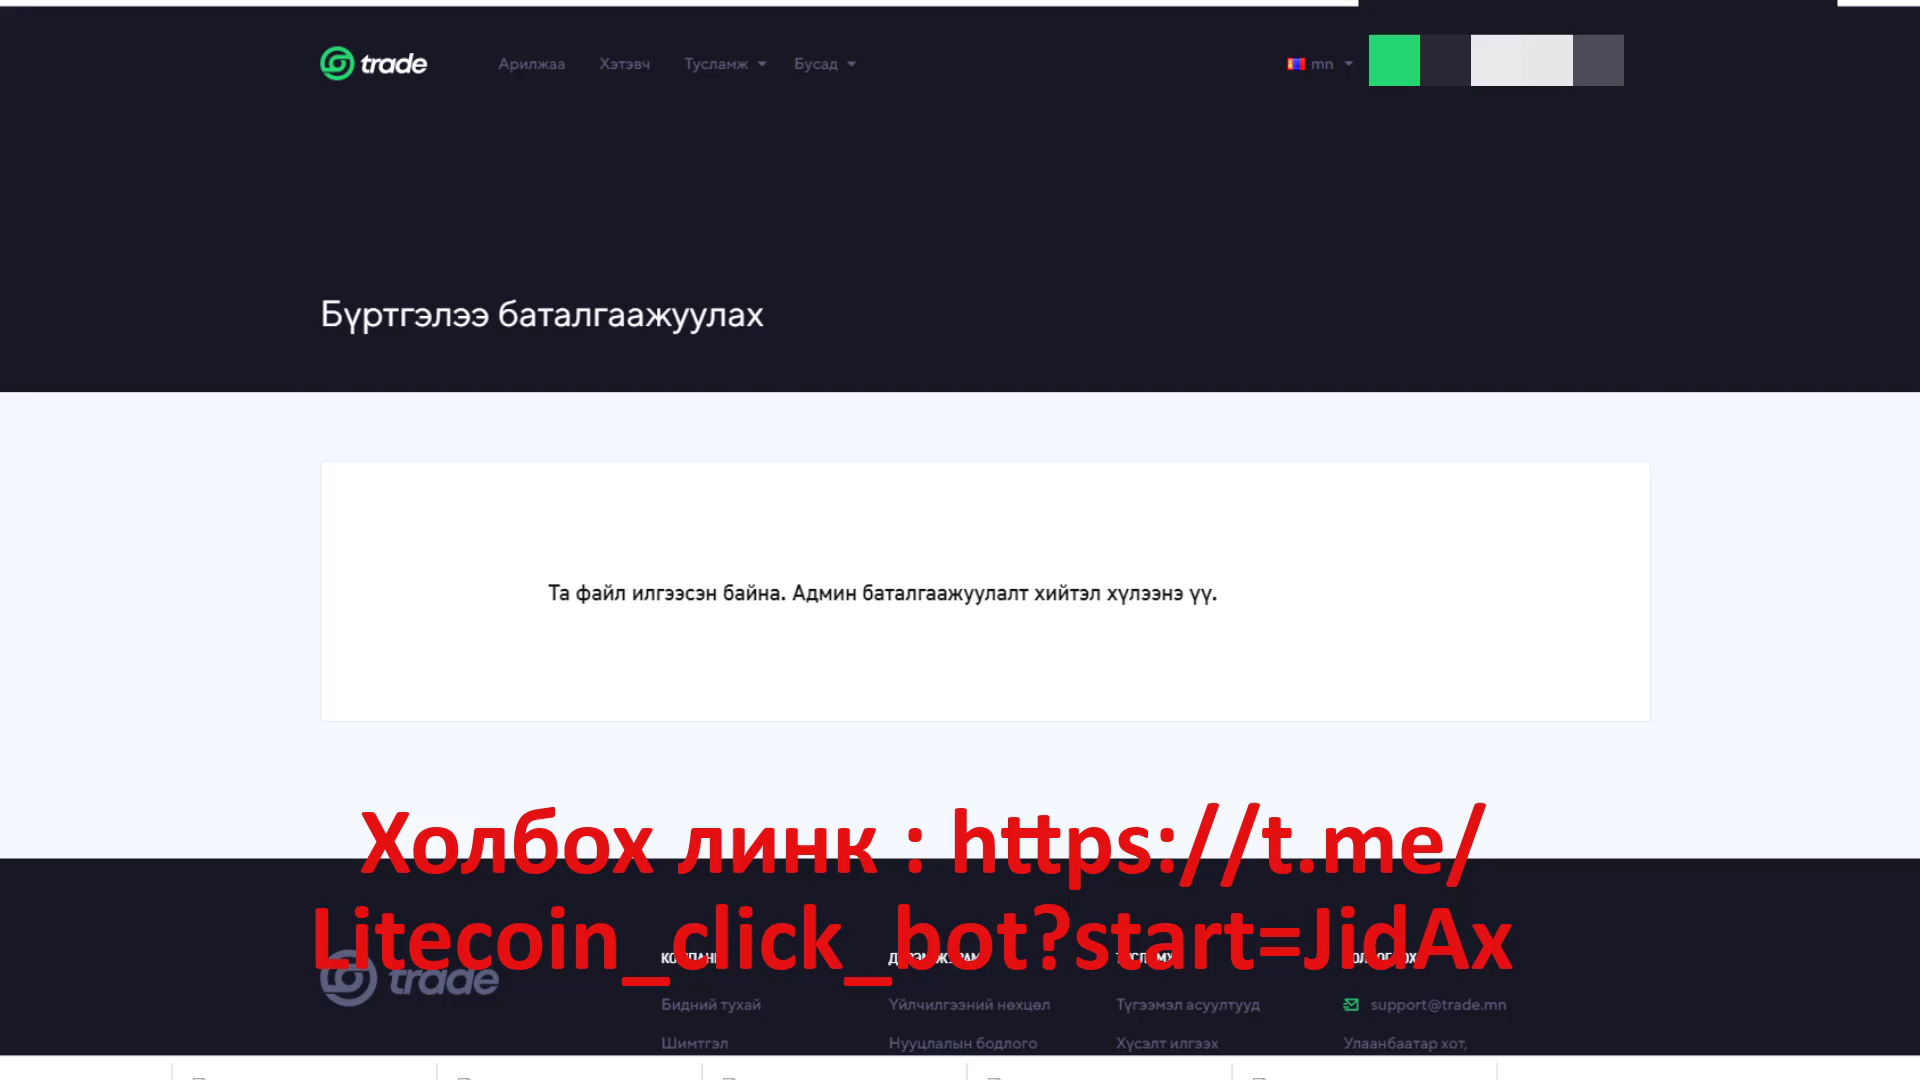 trade Арилжаа Хэтэвч Тусламж Бусад mn
Бүртгэлээ баталгаажуулах
Та файл илгээсэн байна. Админ баталгаажуулалт хийтэл хүлээнэ үү.
Холбох линк : https://t.me/
Litecoin_click_bot?start=JidAx
trade
Бидний тухай Үйлчилгээний нөхцөл Түгээмэл асуултууд support@trade.mn
Шимтгэл Нууцлалын бодлого Хүсэлт илгээх Улаанбаатар хот,